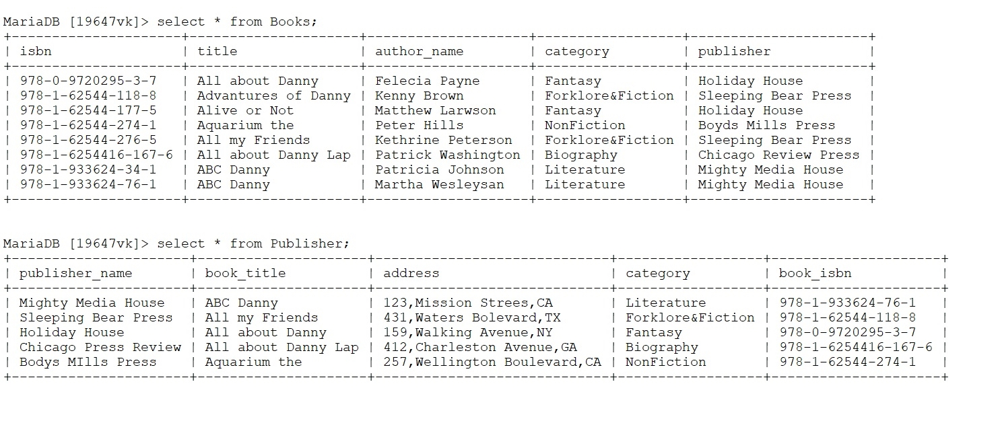 MariaDB [19647vk]> select * from Books;
+----------------------+---------------------+--------------------+------------------+----------------------+
| isbn                 | title               | author_name        | category         | publisher            |
+----------------------+---------------------+--------------------+------------------+----------------------+
| 978-0-9720295-3-7    | All about Danny     | Felecia Payne      | Fantasy          | Holiday House        |
| 978-1-62544-118-8    | Advantures of Danny | Kenny Brown        | Forklore&Fiction | Sleeping Bear Press  |
| 978-1-62544-177-5    | Alive or Not        | Matthew Larwson    | Fantasy          | Holiday House        |
| 978-1-62544-274-1    | Aquarium the        | Peter Hills        | NonFiction       | Boyds Mills Press    |
| 978-1-62544-276-5    | All my Friends      | Kethrine Peterson  | Forklore&Fiction | Sleeping Bear Press  |
| 978-1-6254416-167-6  | All about Danny Lap | Patrick Washington | Biography        | Chicago Review Press |
| 978-1-933624-34-1    | ABC Danny           | Patricia Johnson   | Literature       | Mighty Media House   |
| 978-1-933624-76-1    | ABC Danny           | Martha Wesleysan   | Literature       | Mighty Media House   |
+----------------------+---------------------+--------------------+------------------+----------------------+
MariaDB [19647vk]> select * from Publisher;
+----------------------+---------------------+-----------------------------+------------------+---------------------+
| publisher_name       | book_title          | address                     | category         | book_isbn           |
+----------------------+---------------------+-----------------------------+------------------+---------------------+
| Mighty Media House   | ABC Danny           | 123,Mission Strees,CA       | Literature       | 978-1-933624-76-1   |
| Sleeping Bear Press  | All my Friends      | 431,Waters Bolevard,TX      | Forklore&Fiction | 978-1-62544-118-8   |
| Holiday House        | All about Danny     | 159,Walking Avenue,NY       | Fantasy          | 978-0-9720295-3-7   |
| Chicago Press Review | All about Danny Lap | 412,Charleston Avenue,GA    | Biography        | 978-1-6254416-167-6 |
| Bodys MIlls Press    | Aquarium the        | 257,Wellington Boulevard,CA | NonFiction       | 978-1-62544-274-1   |
+----------------------+---------------------+-----------------------------+------------------+---------------------+